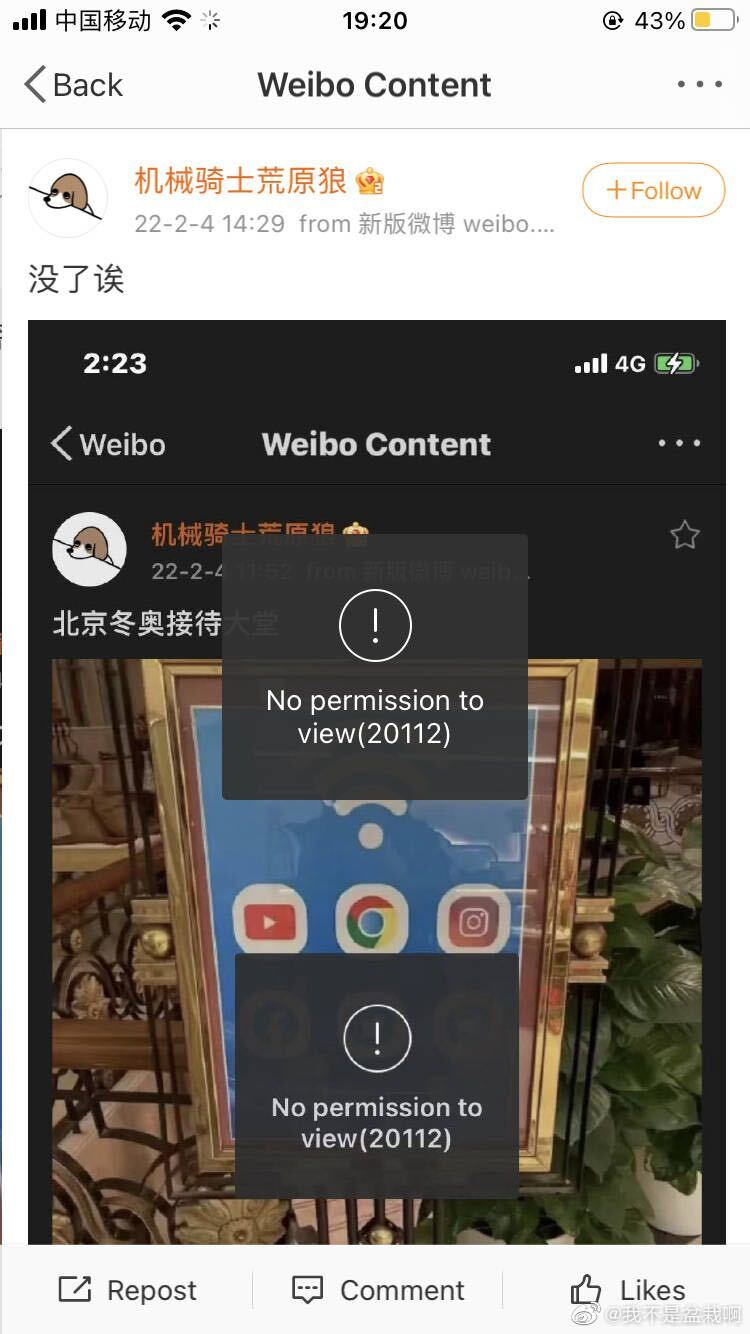 中国移动 19:20 43%
Back Weibo Content
机械骑士荒原狼
+Follow
22-2-4 14:29 from 新版微博 weibo....
没了诶
2:23 4G
Weibo Weibo Content
机械骑士荒原狼
22-2-4 11:52 from 新版微博 weib...
北京冬奥接待大堂
No permission to
view(20112)
No permission to
view(20112)
Repost Comment Likes
@我不是盆栽啊